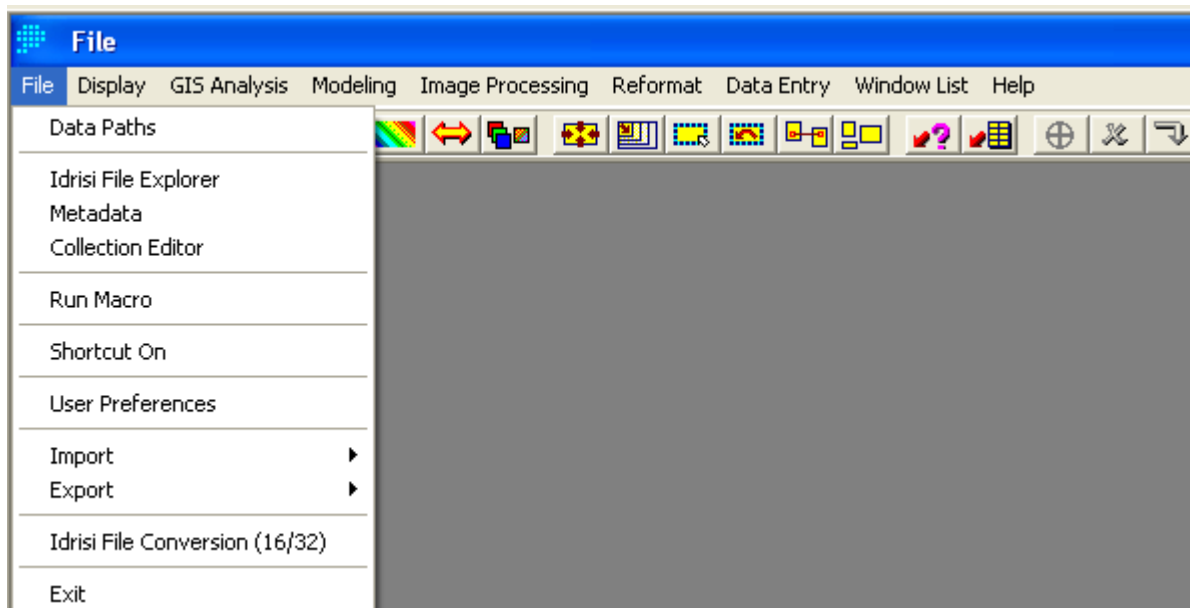 File
File Display GIS Analysis Modeling Image Processing Reformat Data Entry Window List Help
Data Paths
Idrisi File Explorer
Metadata
Collection Editor
Run Macro
Shortcut On
User Preferences
Import
Export
Idrisi File Conversion (16/32)
Exit